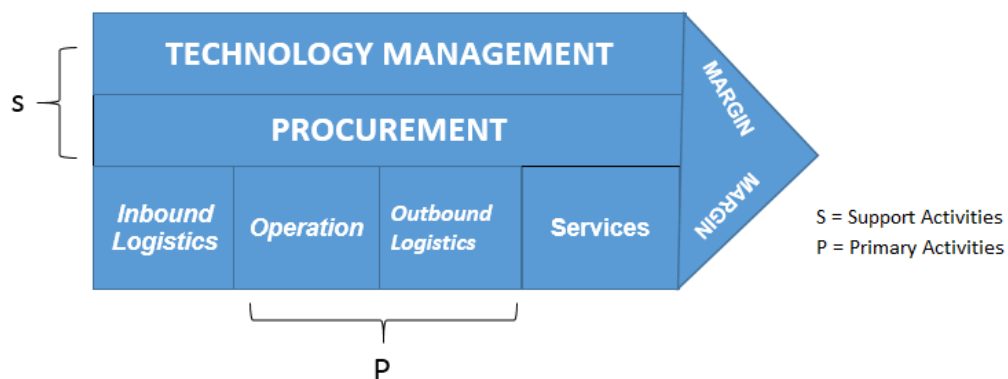 TECHNOLOGY MANAGEMENT
S
PROCUREMENT
MARGIN
MARGIN
Inbound
Logistics
Operation
Outbound
Logistics
Services
S = Support Activities
P = Primary Activities
P